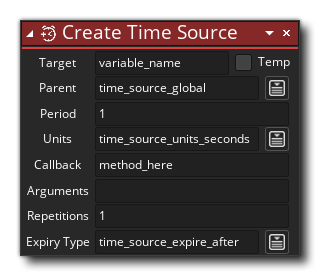 Create Time Source
Target variable_name Temp
Parent time_source_global
Period 1
Units time_source_units_seconds
Callback method_here
Arguments
Repetitions 1
Expiry Type time_source_expire_after